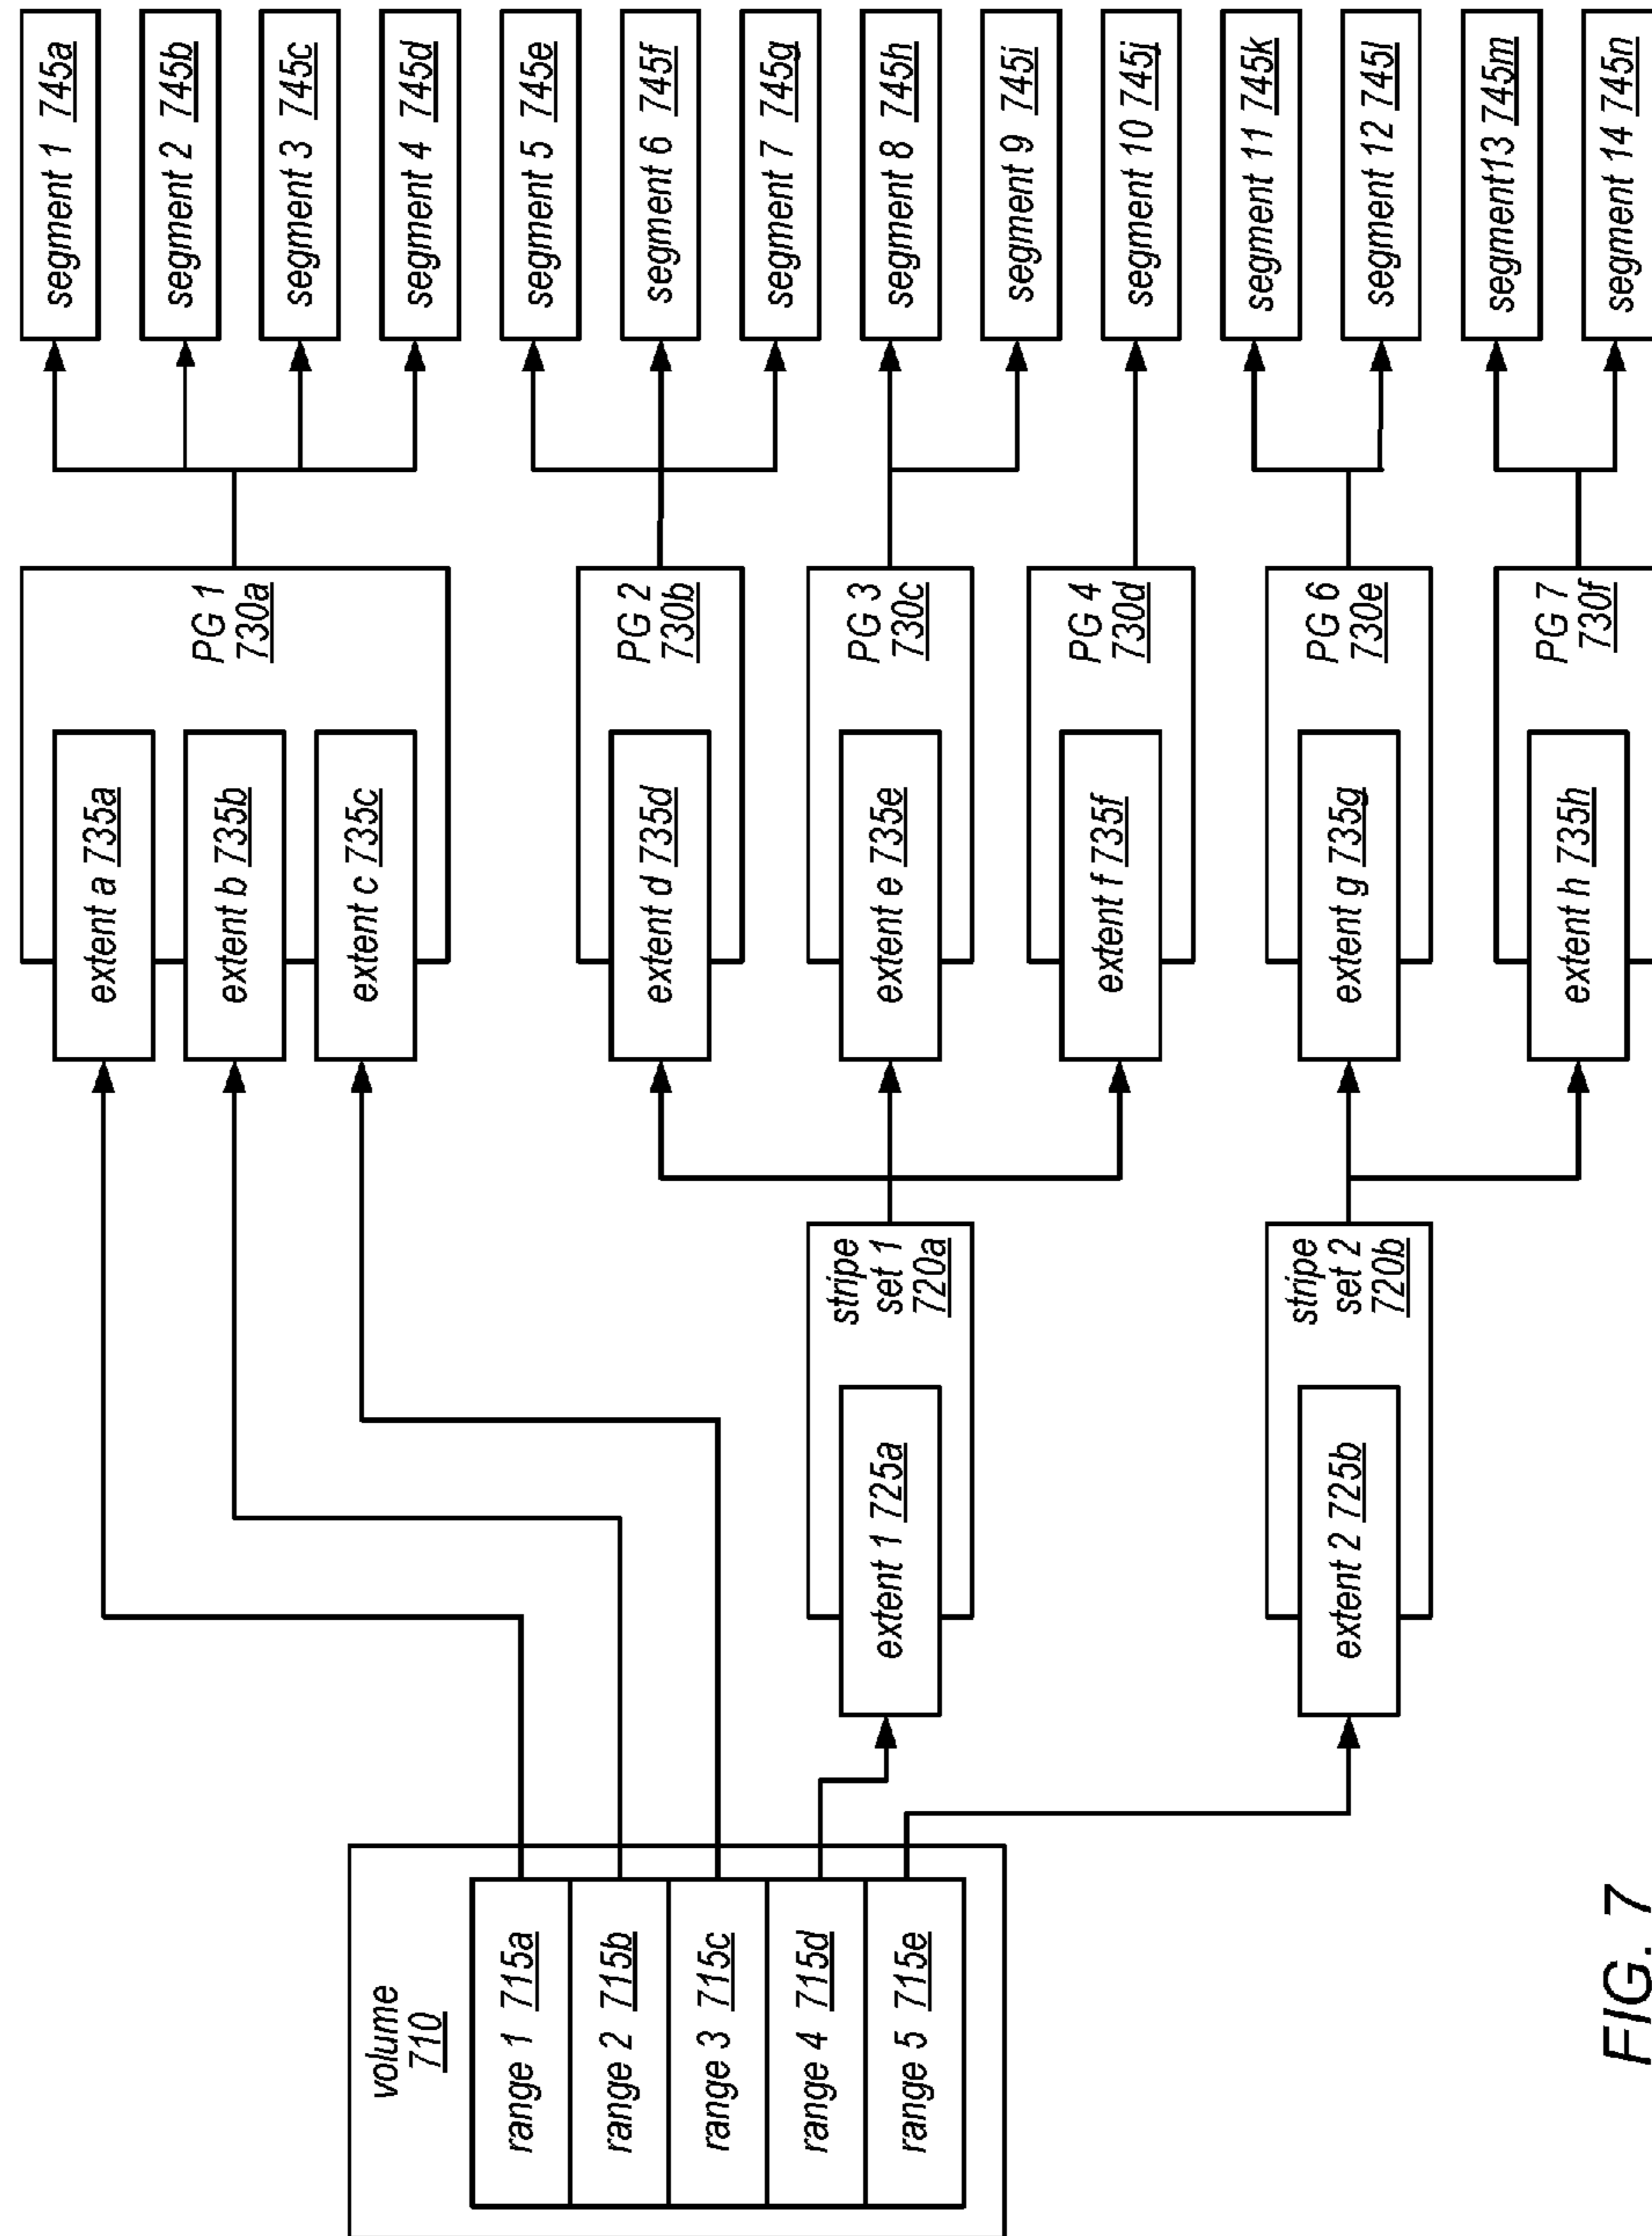 volume
710
range 1 715a
range 2 715b
range 3 715c
range 4 715d
range 5 715e
extent 1 725a
stripe
set 1
720a
extent 2 725b
stripe
set 2
720b
extent a 735a
extent b 735b
extent c 735c
PG 1
730a
extent d 735d
PG 2
730b
extent e 735e
PG 3
730c
extent f 735f
PG 4
730d
extent g 735g
PG 6
730e
extent h 735h
PG 7
730f
segment 1 745a
segment 2 745b
segment 3 745c
segment 4 745d
segment 5 745e
segment 6 745f
segment 7 745g
segment 8 745h
segment 9 745i
segment 10 745j
segment 11 745k
segment 12 745l
segment13 745m
segment 14 745n
FIG. 7